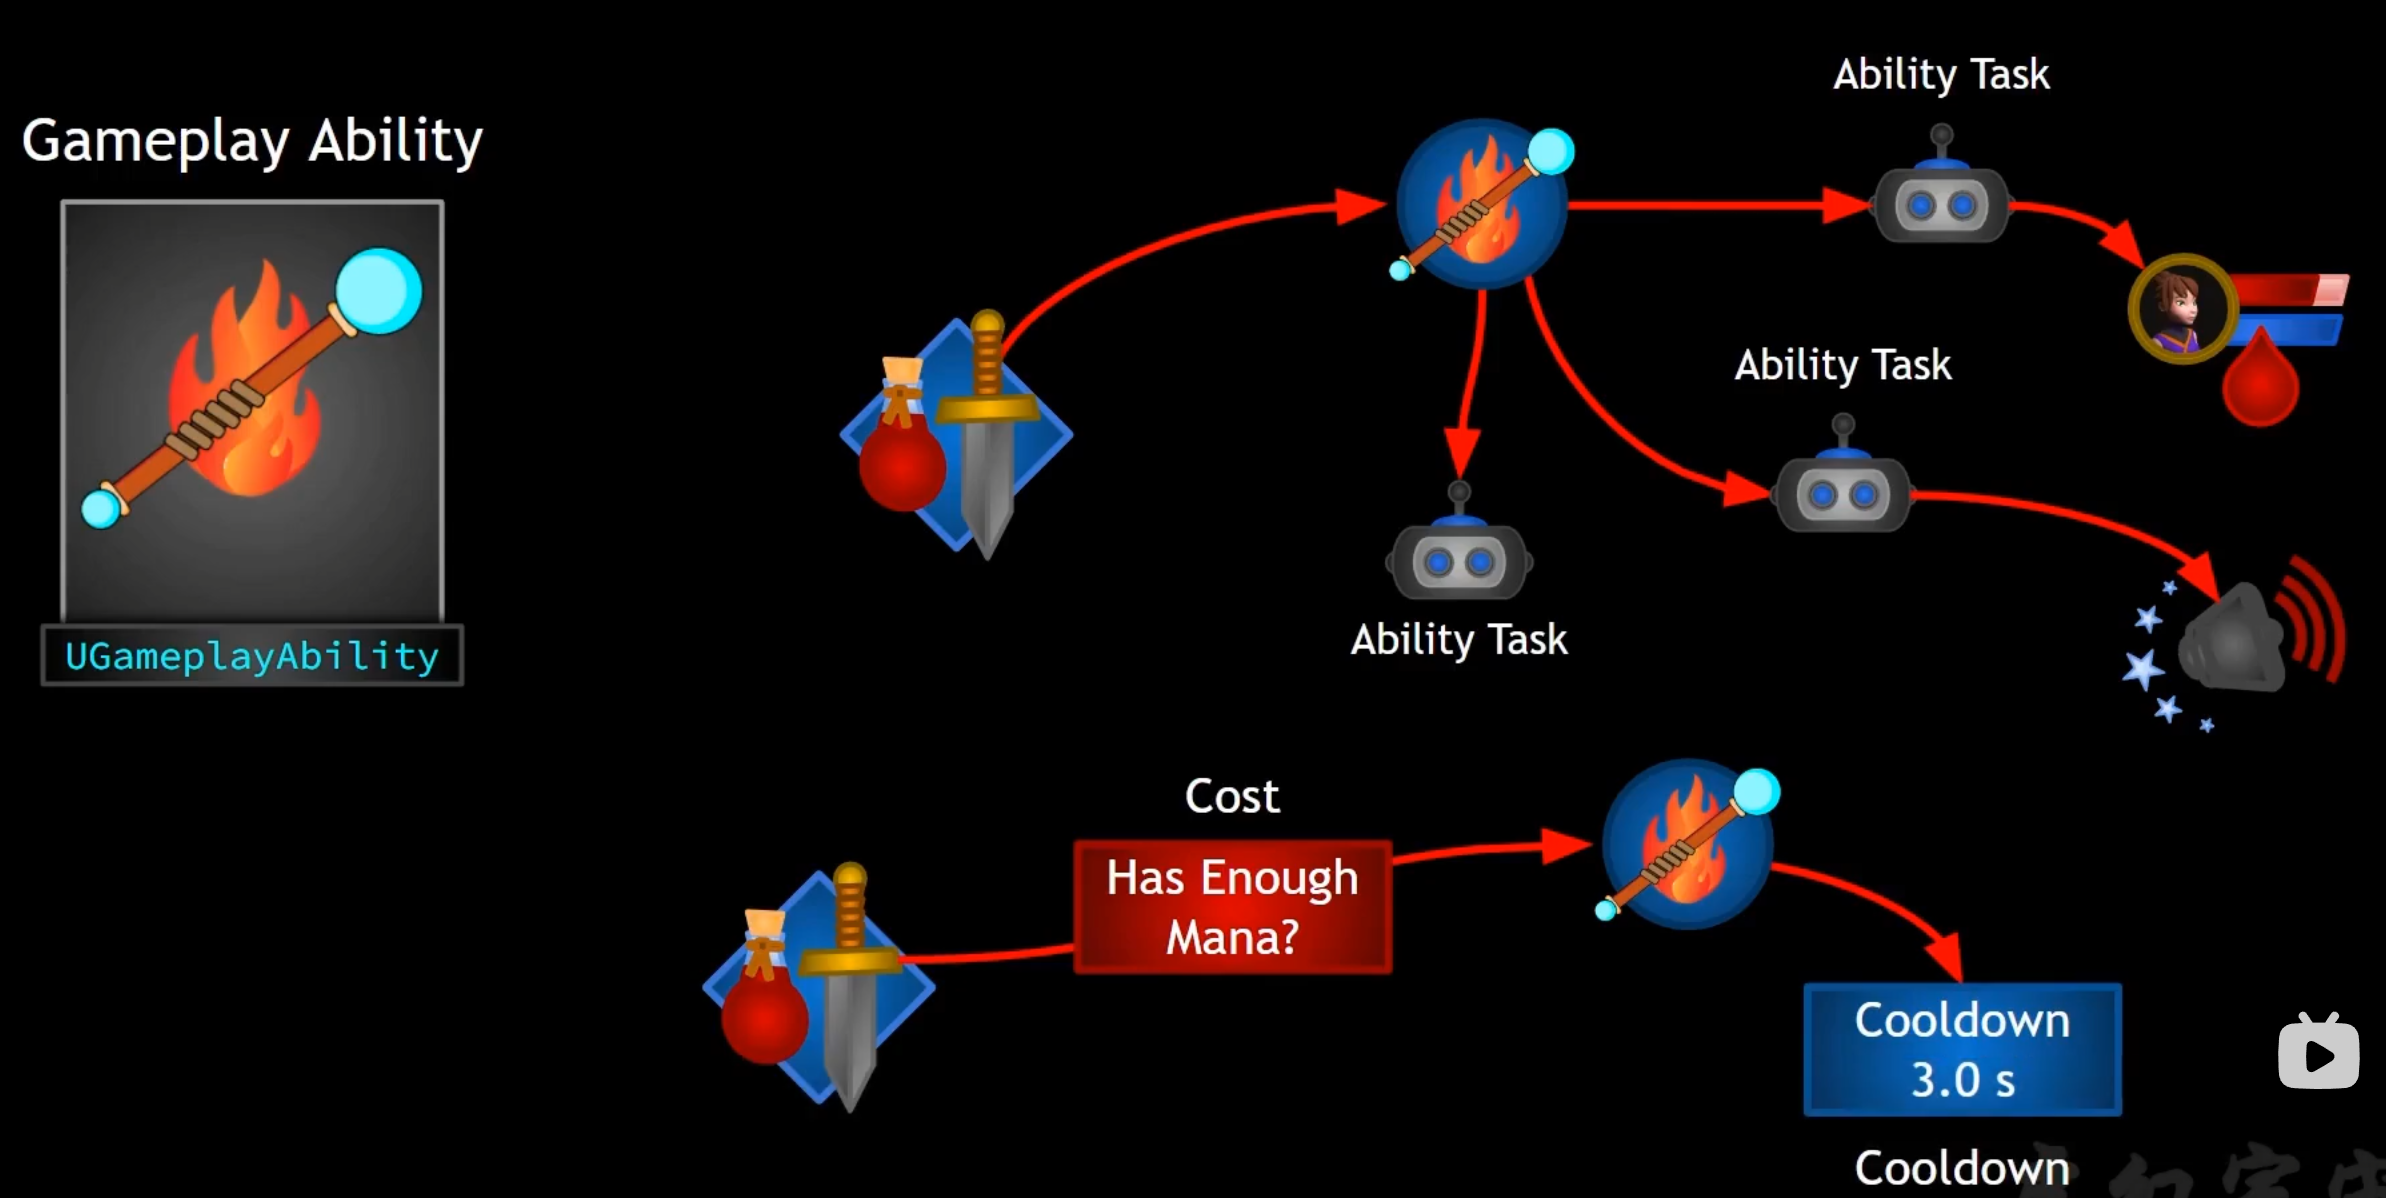 Gameplay Ability
UGameplayAbility
Ability Task
Ability Task
Ability Task
Cost
Has Enough
Mana?
Cooldown
3.0 s
Cooldown